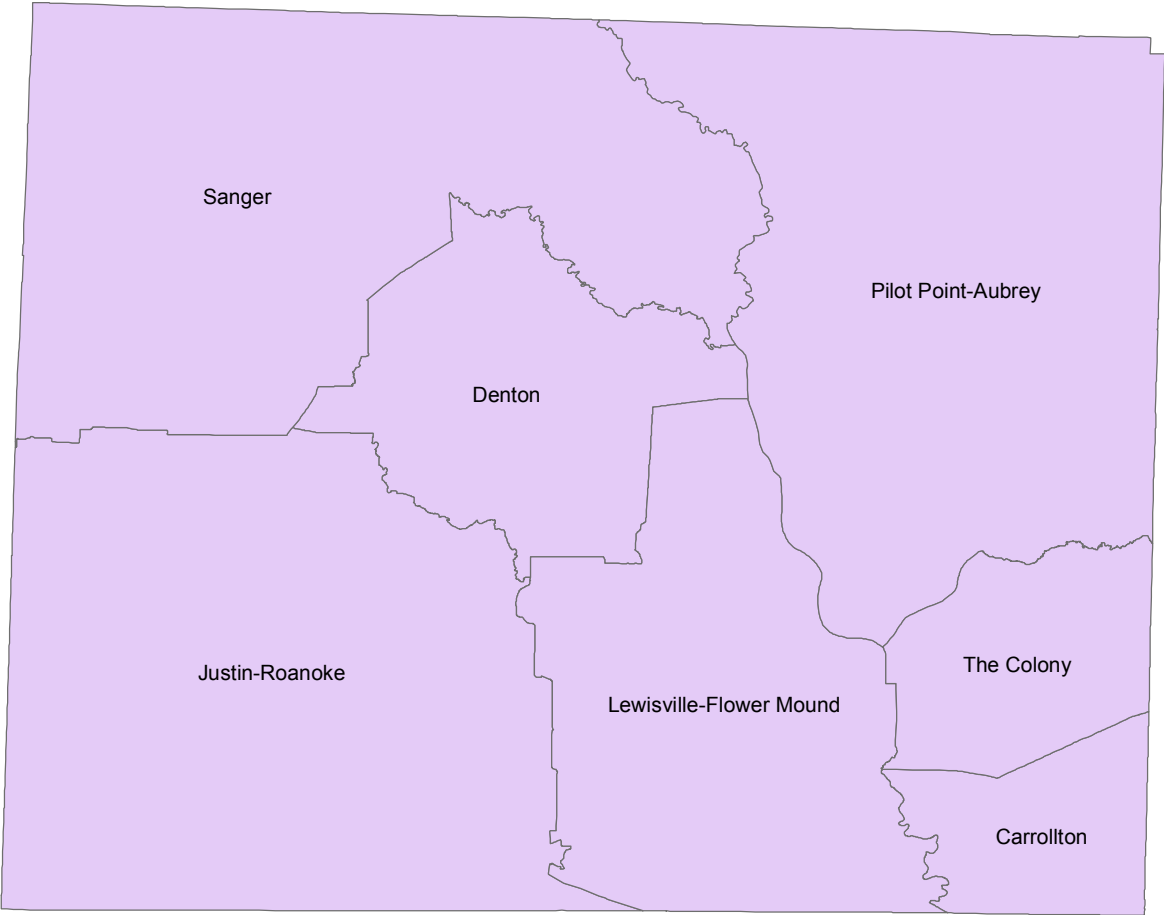 Sanger
Pilot Point-Aubrey
Denton
The Colony
Justin-Roanoke
Lewisville-Flower Mound
Carrollton